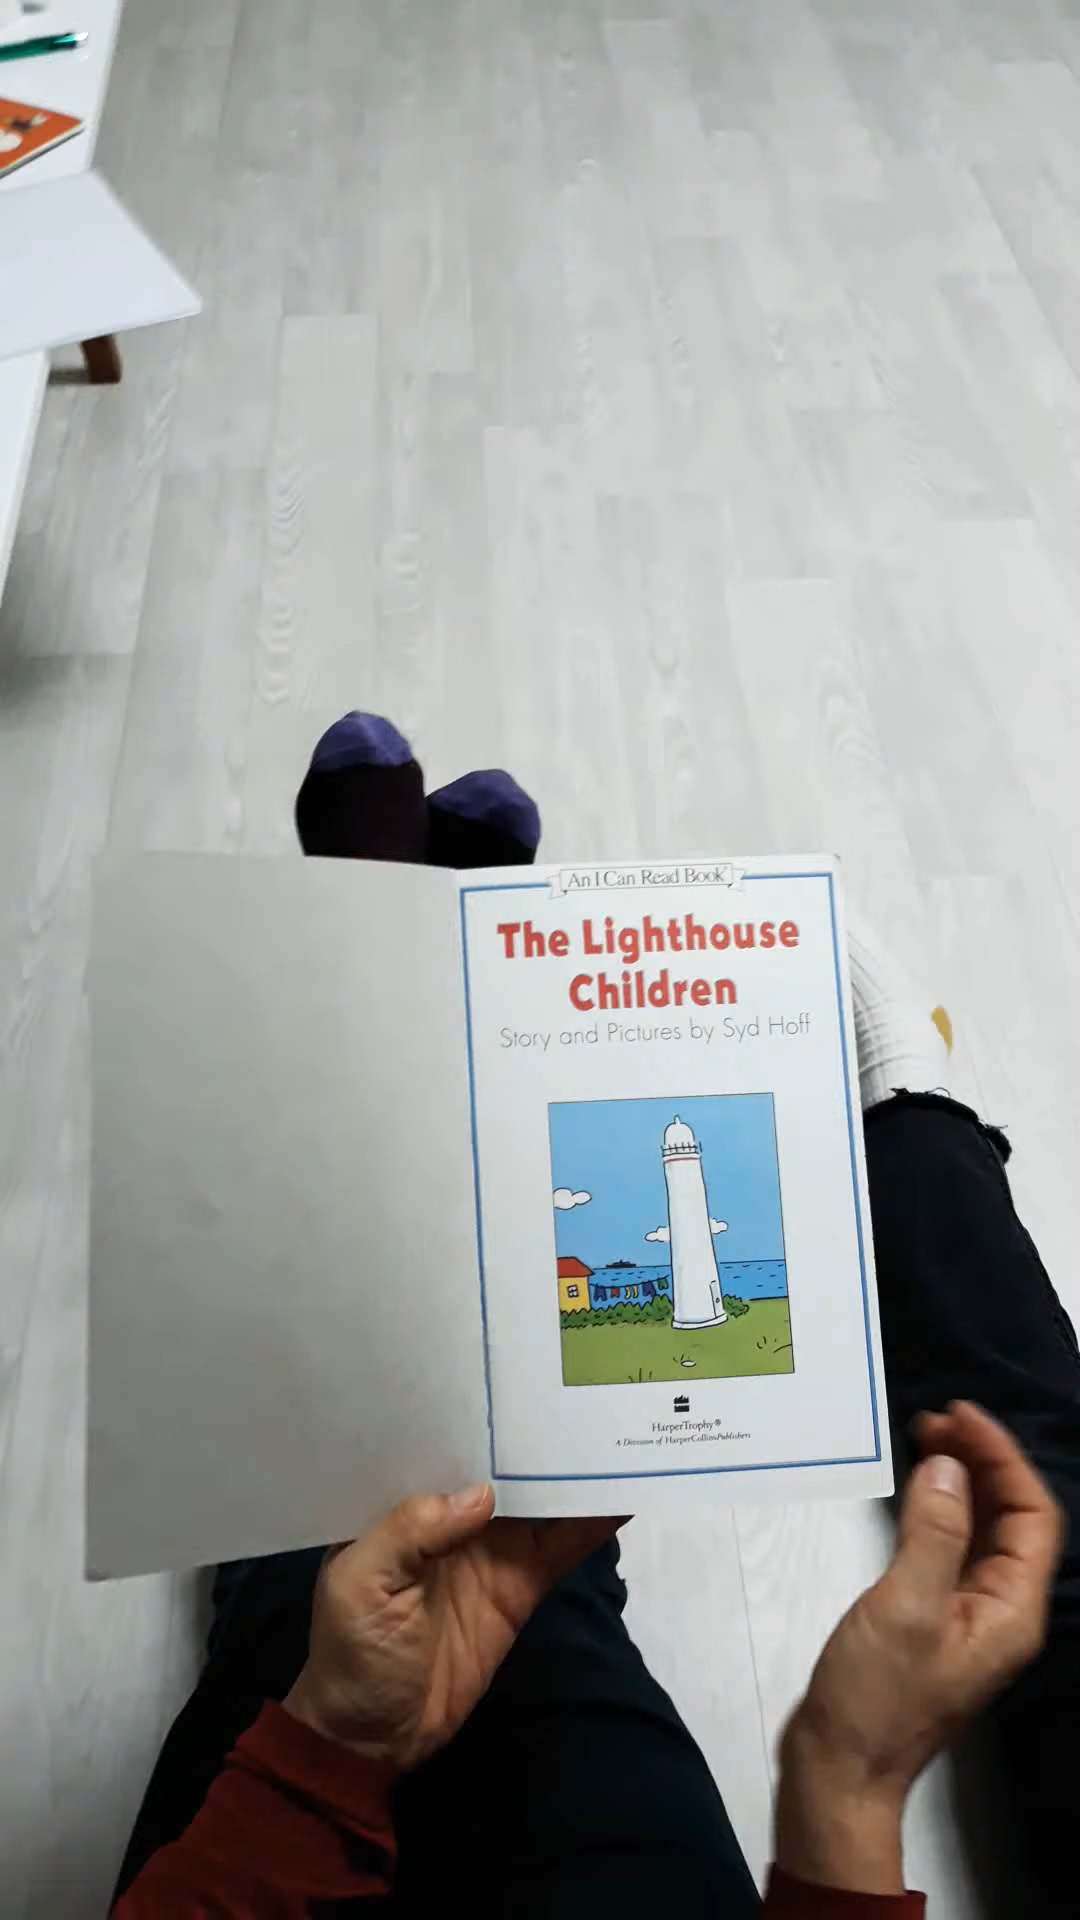 An I Can Read Book®
The Lighthouse
Children
Story and Pictures by Syd Hoff
HarperTrophy®
A Division of HarperCollinsPublishers